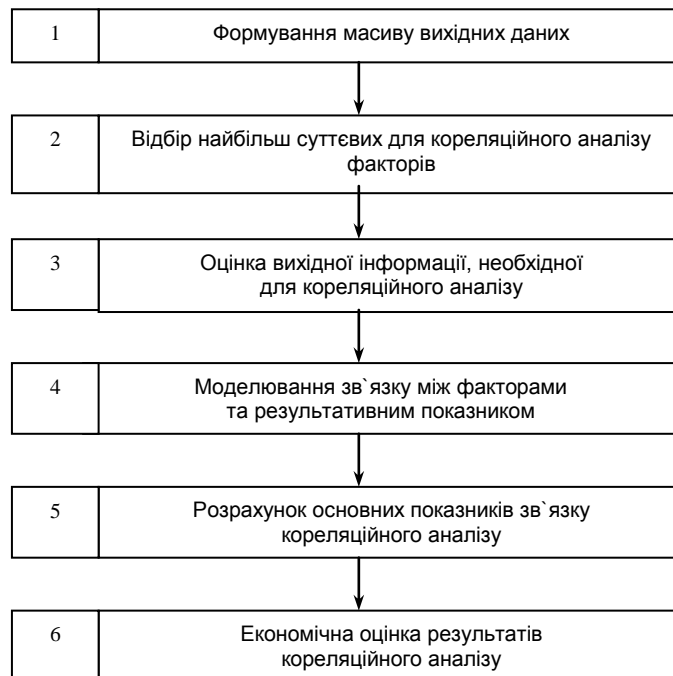 1
Формування масиву вихідних даних
2
Відбір найбільш суттєвих для кореляційного аналізу
факторів
3
Оцінка вихідної інформації, необхідної
для кореляційного аналізу
4
Моделювання зв`язку між факторами
та результативним показником
5
Розрахунок основних показників зв`язку
кореляційного аналізу
6
Економічна оцінка результатів
кореляційного аналізу